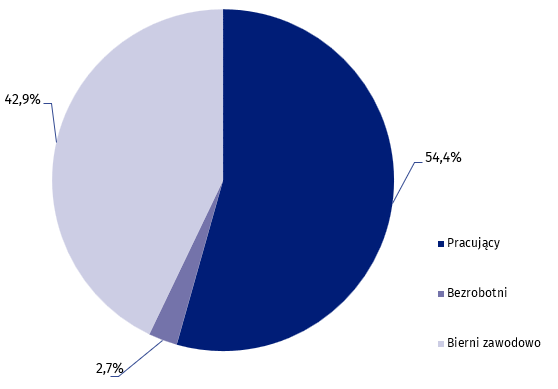 42,9%
54,4%
Pracujący
Bezrobotni
Bierni zawodowo
2,7%